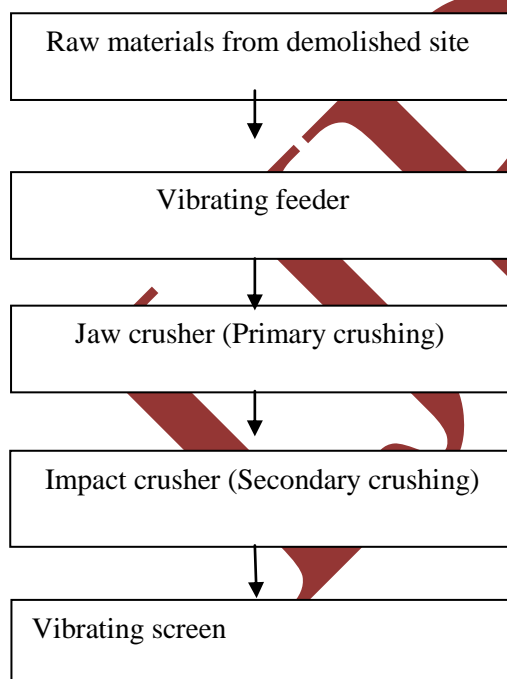 Raw materials from demolished site
Vibrating feeder
Jaw crusher (Primary crushing)
Impact crusher (Secondary crushing)
Vibrating screen